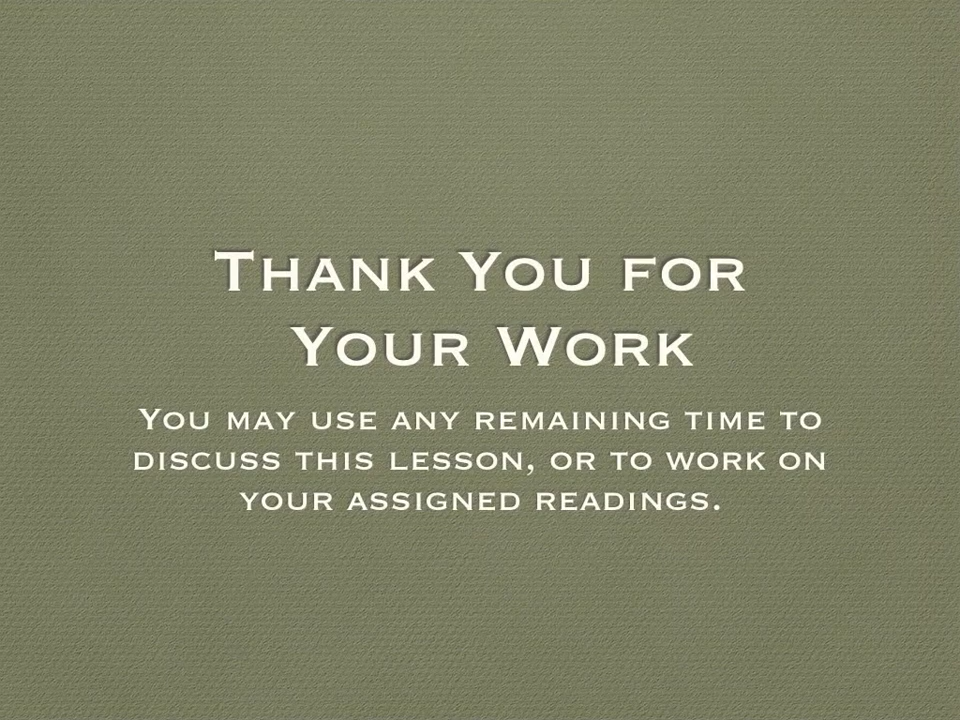 Thank You for
Your Work
You may use any remaining time to
discuss this lesson, or to work on
your assigned readings.